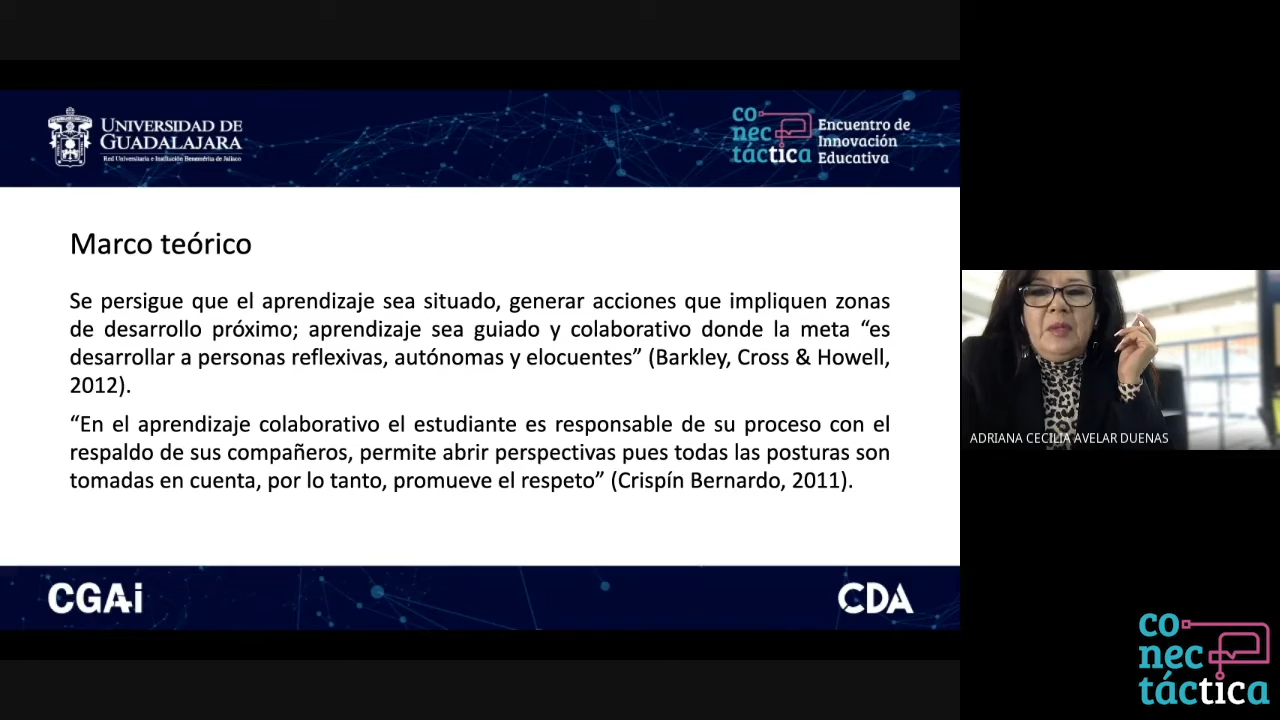 UNIVERSIDAD DE
GUADALAJARA
Red Universitaria e Institución Benemérita de Jalisco
co
nec
táctica
Encuentro de
Innovación
Educativa
Marco teórico
Se persigue que el aprendizaje sea situado, generar acciones que impliquen zonas
de desarrollo próximo; aprendizaje sea guiado y colaborativo donde la meta “es
desarrollar a personas reflexivas, autónomas y elocuentes” (Barkley, Cross & Howell,
2012).
“En el aprendizaje colaborativo el estudiante es responsable de su proceso con el
respaldo de sus compañeros, permite abrir perspectivas pues todas las posturas son
tomadas en cuenta, por lo tanto, promueve el respeto” (Crispín Bernardo, 2011).
CGAi
CDA
ADRIANA CECILIA AVELAR DUENAS
co
nec
táctica